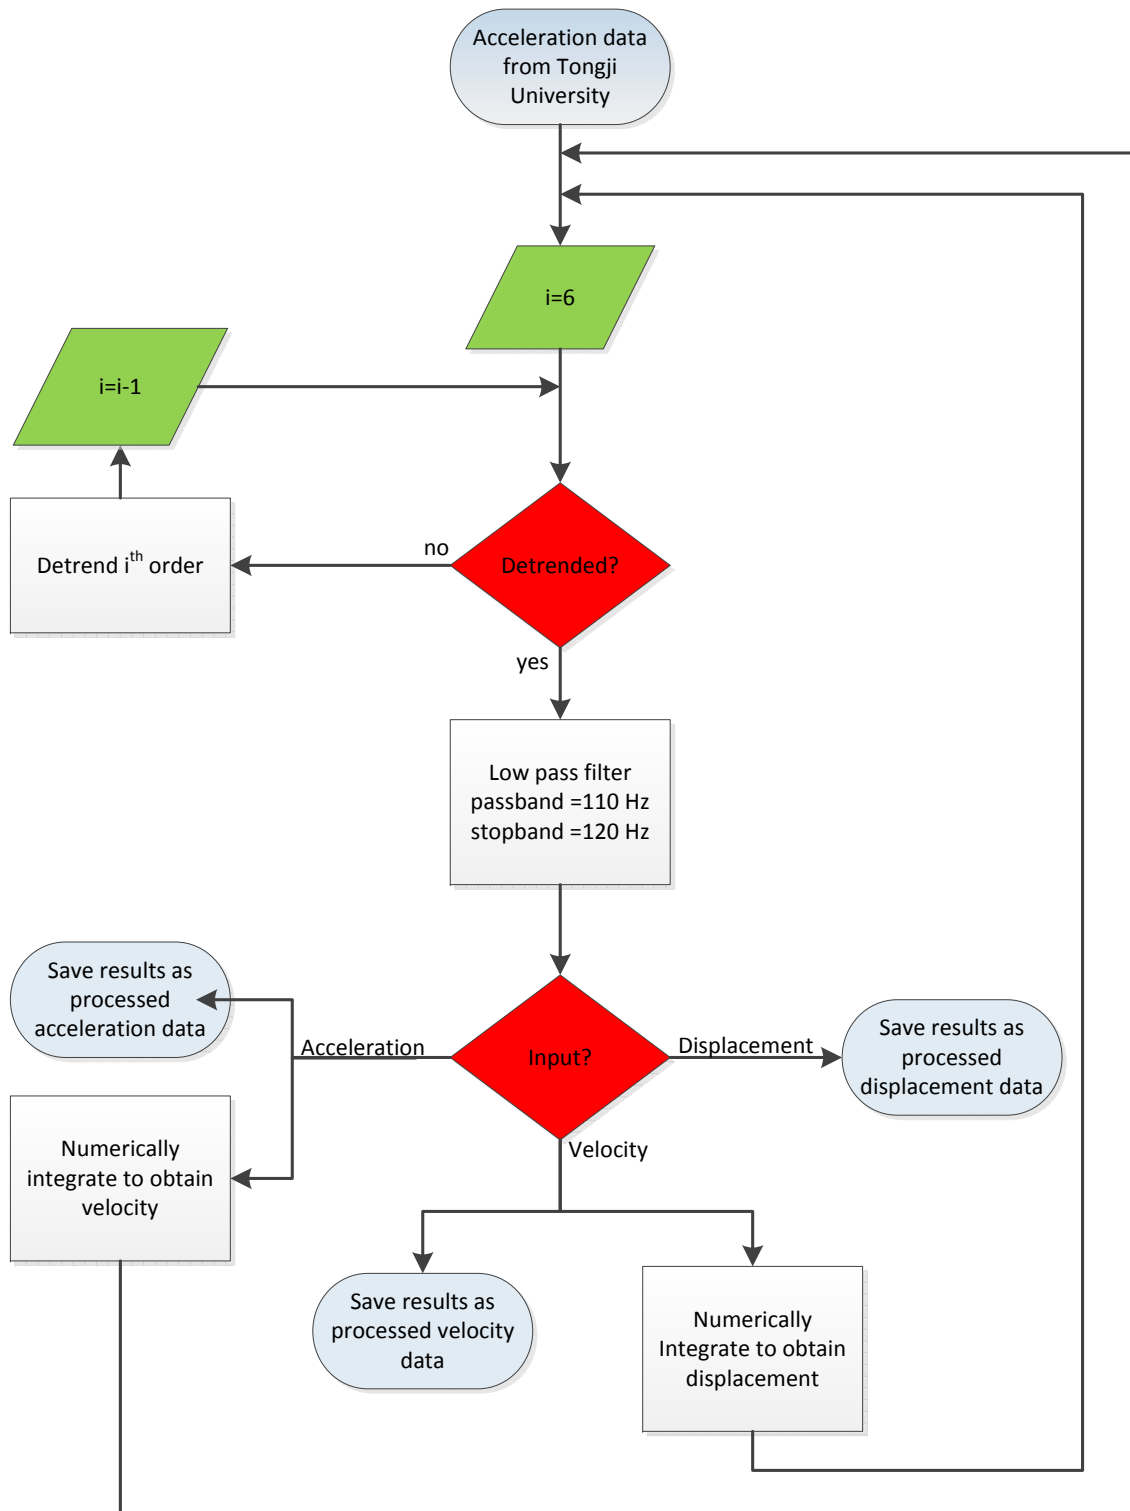 Acceleration data
from Tongji
University
i=6
i=i-1
Detrend i^th order
no
Detrended?
yes
Low pass filter
passband =110 Hz
stopband =120 Hz
Save results as
processed
acceleration data
Acceleration
Input?
Displacement
Save results as
processed
displacement data
Numerically
integrate to obtain
velocity
Velocity
Save results as
processed velocity
data
Numerically
Integrate to obtain
displacement